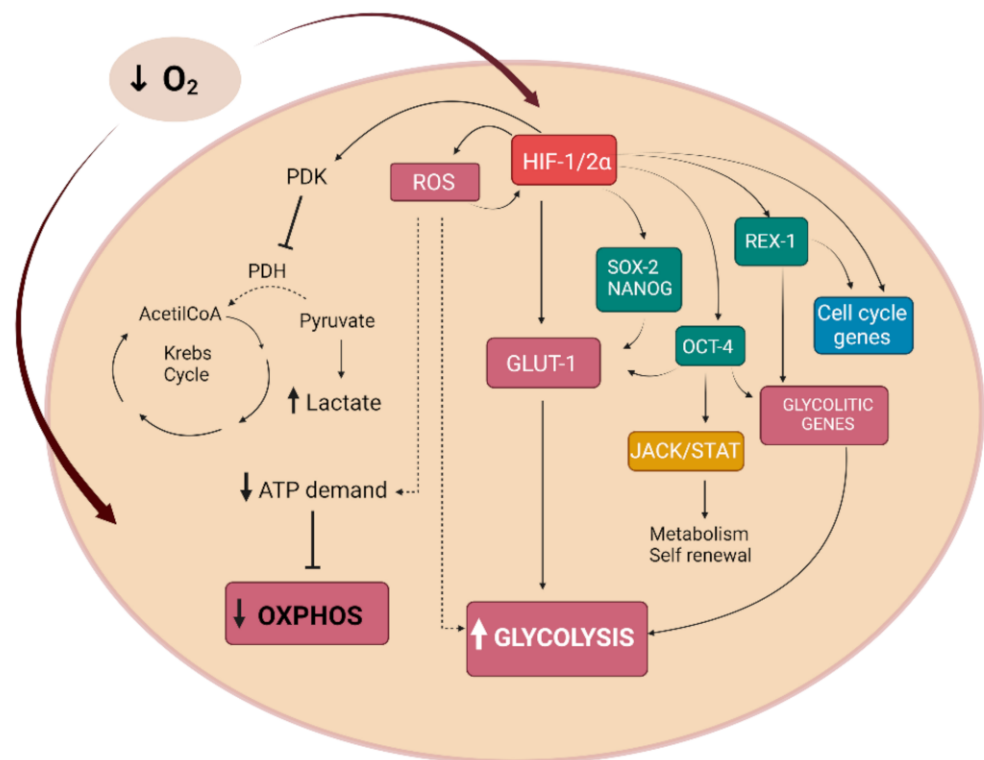 ↓ O₂
HIF-1/2α
PDK
ROS
REX-1
SOX-2
NANOG
PDH
AcetilCoA
Pyruvate
Cell cycle
genes
Krebs
Cycle
OCT-4
GLUT-1
↑ Lactate
GLYCOLITIC
GENES
JACK/STAT
↓ ATP demand
Metabolism
Self renewal
↓ OXPHOS
↑ GLYCOLYSIS